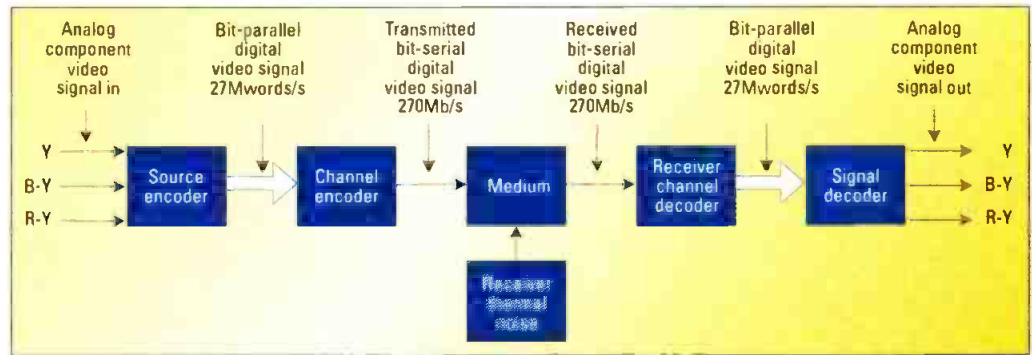 Analog
component
video
signal in
Bit-parallel
digital
video signal
27Mwords/s
Transmitted
bit-serial
digital
video signal
270Mb/s
Received
bit-serial
digital
video signal
270Mb/s
Bit-parallel
digital
video signal
27Mwords/s
Analog
component
video
signal out
Y
B-Y
R-Y
Source
encoder
Channel
encoder
Medium
Receiver
channel
decoder
Signal
decoder
Y
B-Y
R-Y
Receiver
thermal
noise